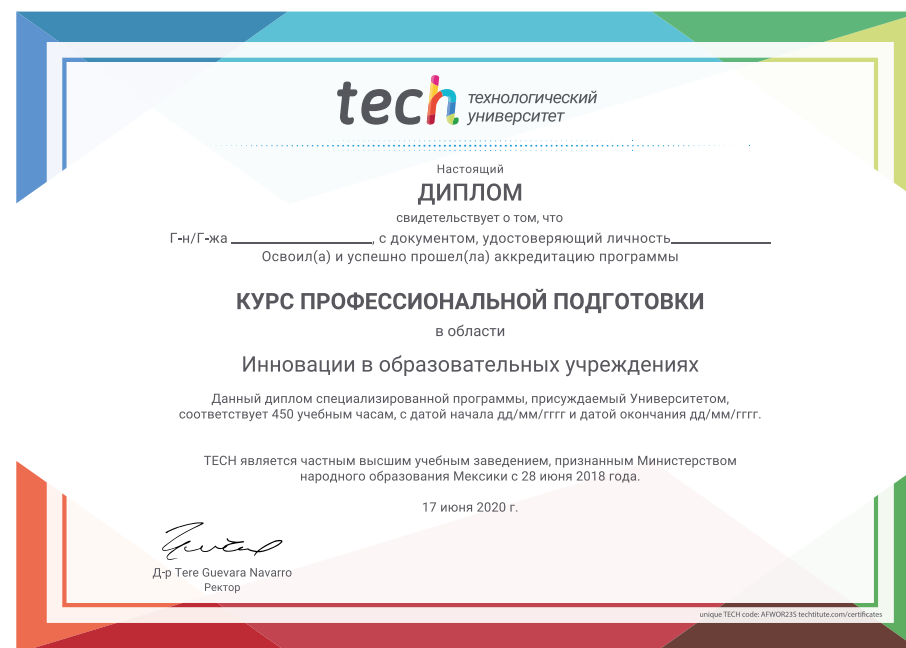 tech технологический
университет
Настоящий
ДИПЛОМ
свидетельствует о том, что
Г-н/Г-жа ____________________, с документом, удостоверяющий личность______________
Освоил(а) и успешно прошел(ла) аккредитацию программы
КУРС ПРОФЕССИОНАЛЬНОЙ ПОДГОТОВКИ
в области
Инновации в образовательных учреждениях
Данный диплом специализированной программы, присуждаемый Университетом,
соответствует 450 учебным часам, с датой начала дд/мм/гггг и датой окончания дд/мм/гггг.
TECH является частным высшим учебным заведением, признанным Министерством
народного образования Мексики с 28 июня 2018 года.
17 июня 2020 г.
Д-р Tere Guevara Navarro
Ректор
unique TECH code: AFWOR23S techtitute.com/certificates